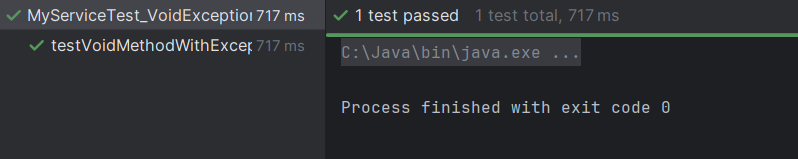 MyServiceTest_VoidException 717 ms
testVoidMethodWithExcep 717 ms
1 test passed 1 test total, 717 ms
C:\Java\bin\java.exe ...
Process finished with exit code 0